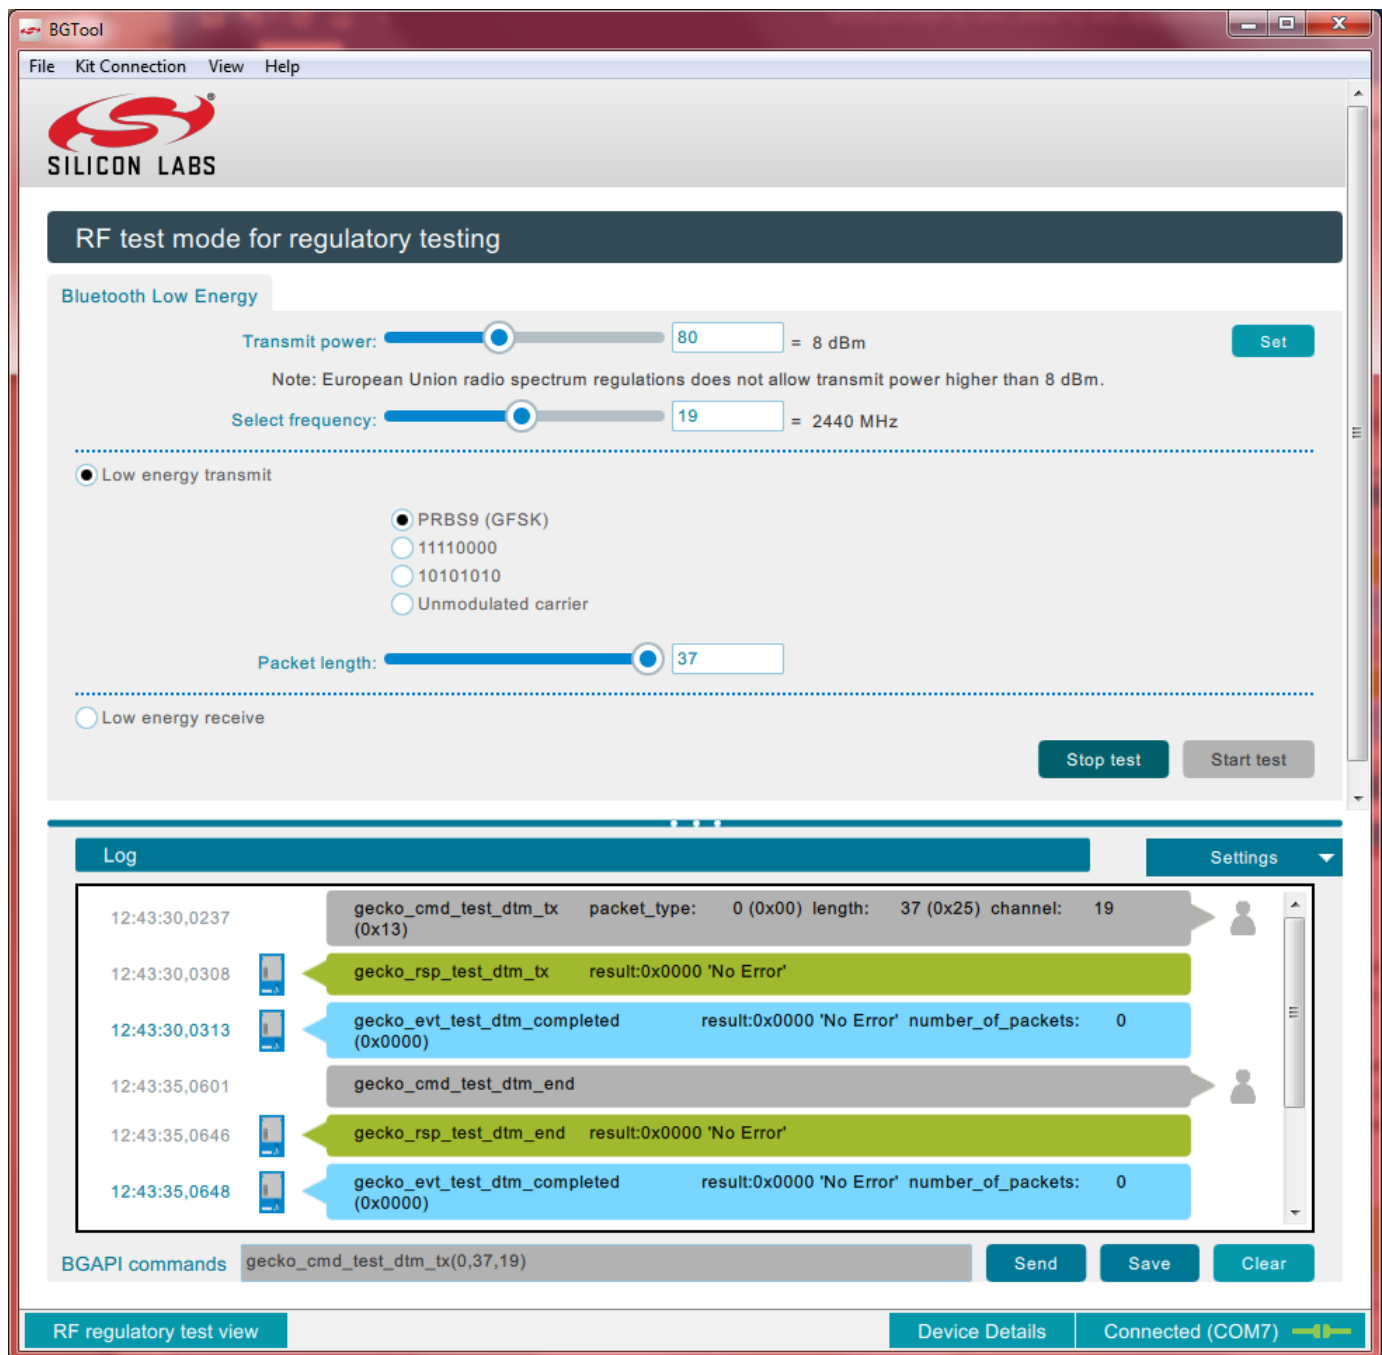 BGTool
File Kit Connection View Help
SILICON LABS®
RF test mode for regulatory testing
Bluetooth Low Energy
Transmit power: 80 = 8 dBm Set
Note: European Union radio spectrum regulations does not allow transmit power higher than 8 dBm.
Select frequency: 19 = 2440 MHz
Low energy transmit
PRBS9 (GFSK)
11110000
10101010
Unmodulated carrier
Packet length: 37
Low energy receive
Stop test Start test
Log Settings
12:43:30,0237 gecko_cmd_test_dtm_tx packet_type: 0 (0x00) length: 37 (0x25) channel: 19
(0x13)
12:43:30,0308 gecko_rsp_test_dtm_tx result:0x0000 'No Error'
12:43:30,0313 gecko_evt_test_dtm_completed result:0x0000 'No Error' number_of_packets: 0
(0x0000)
12:43:35,0601 gecko_cmd_test_dtm_end
12:43:35,0646 gecko_rsp_test_dtm_end result:0x0000 'No Error'
12:43:35,0648 gecko_evt_test_dtm_completed result:0x0000 'No Error' number_of_packets: 0
(0x0000)
BGAPI commands gecko_cmd_test_dtm_tx(0,37,19) Send Save Clear
RF regulatory test view Device Details Connected (COM7)